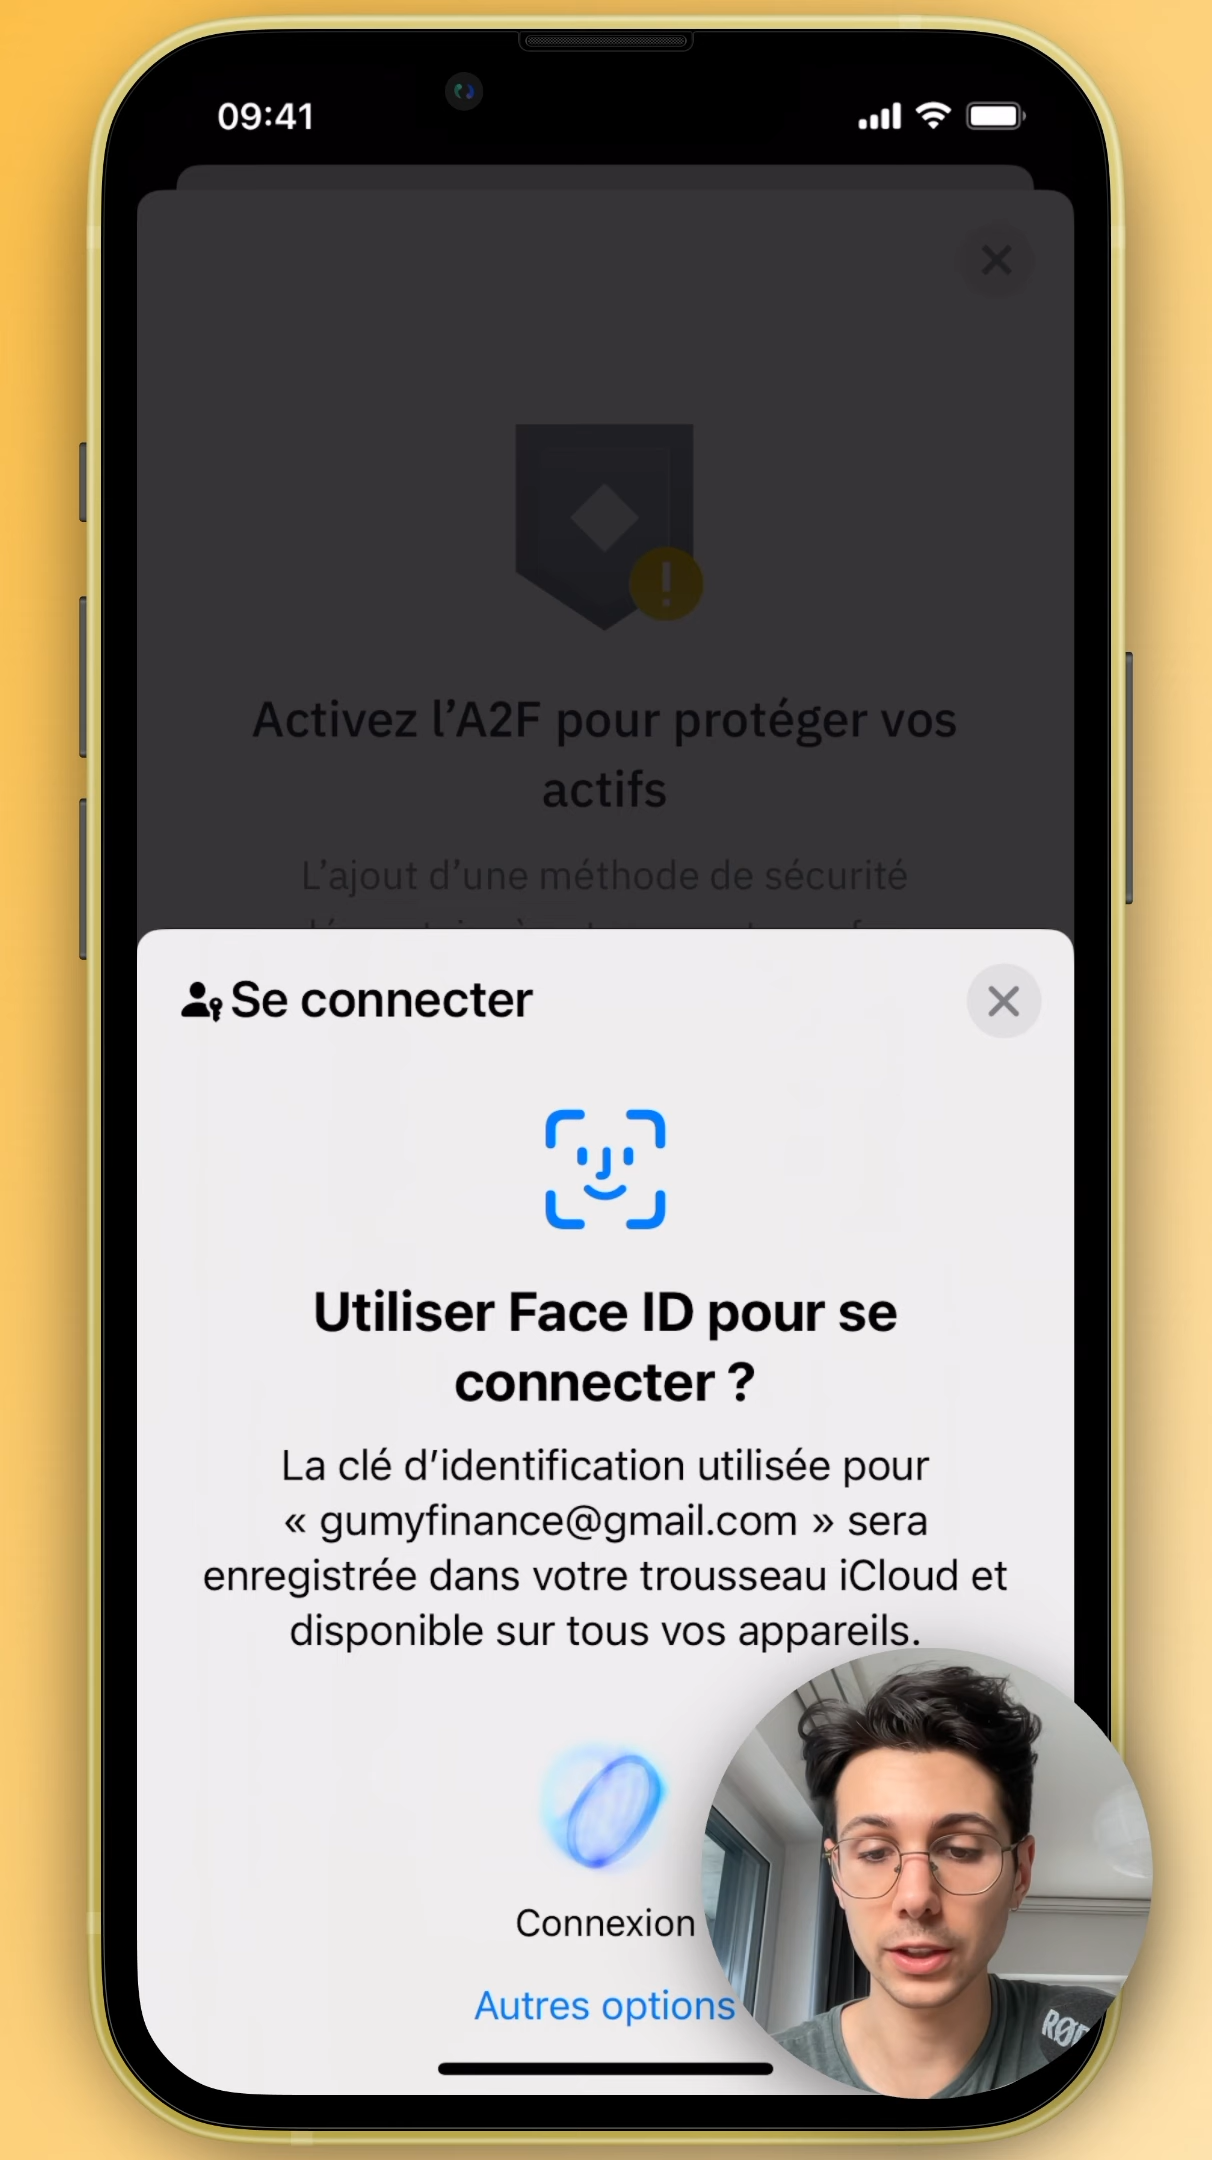 09:41
Activez l’A2F pour protéger vos
actifs
L’ajout d’une méthode de sécurité
Se connecter
Utiliser Face ID pour se
connecter ?
La clé d’identification utilisée pour
« gumyfinance@gmail.com » sera
enregistrée dans votre trousseau iCloud et
disponible sur tous vos appareils.
Connexion
Autres options